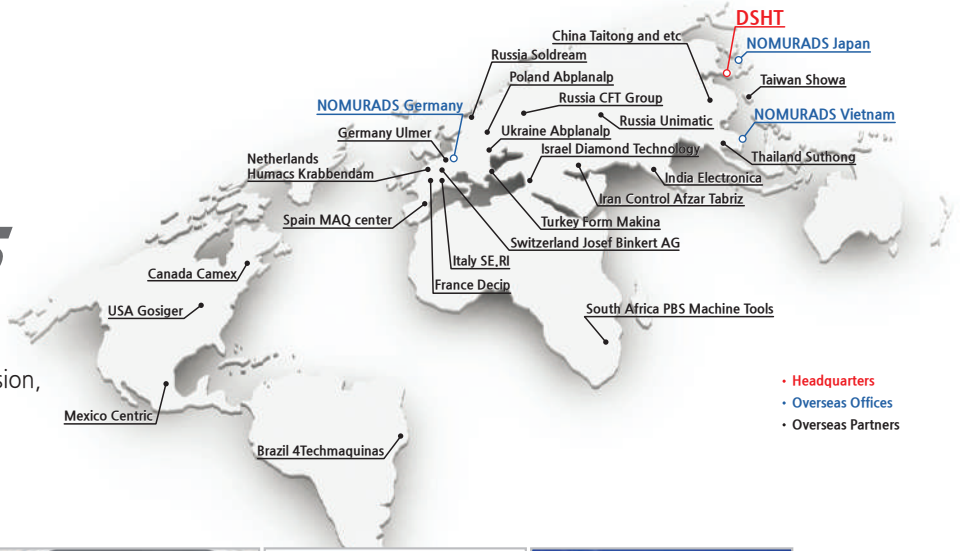 DSHT
China Taitong and etc
NOMURADS Japan
Russia Soldream
Poland Abplanalp
Taiwan Showa
Russia CFT Group
NOMURADS Germany
NOMURADS Vietnam
Russia Unimatic
Germany Ulmer
Ukraine Abplanalp
Israel Diamond Technology
Thailand Suthong
Netherlands
Humacs Krabbendam
India Electronica
Iran Control Afzar Tabriz
Spain MAQ center
Turkey Form Makina
Switzerland Josef Binkert AG
Italy SE.RI
Canada Camex
France Decip
USA Gosiger
South Africa PBS Machine Tools
sion,
• Headquarters
• Overseas Offices
Mexico Centric
• Overseas Partners
Brazil 4Techmaquinas